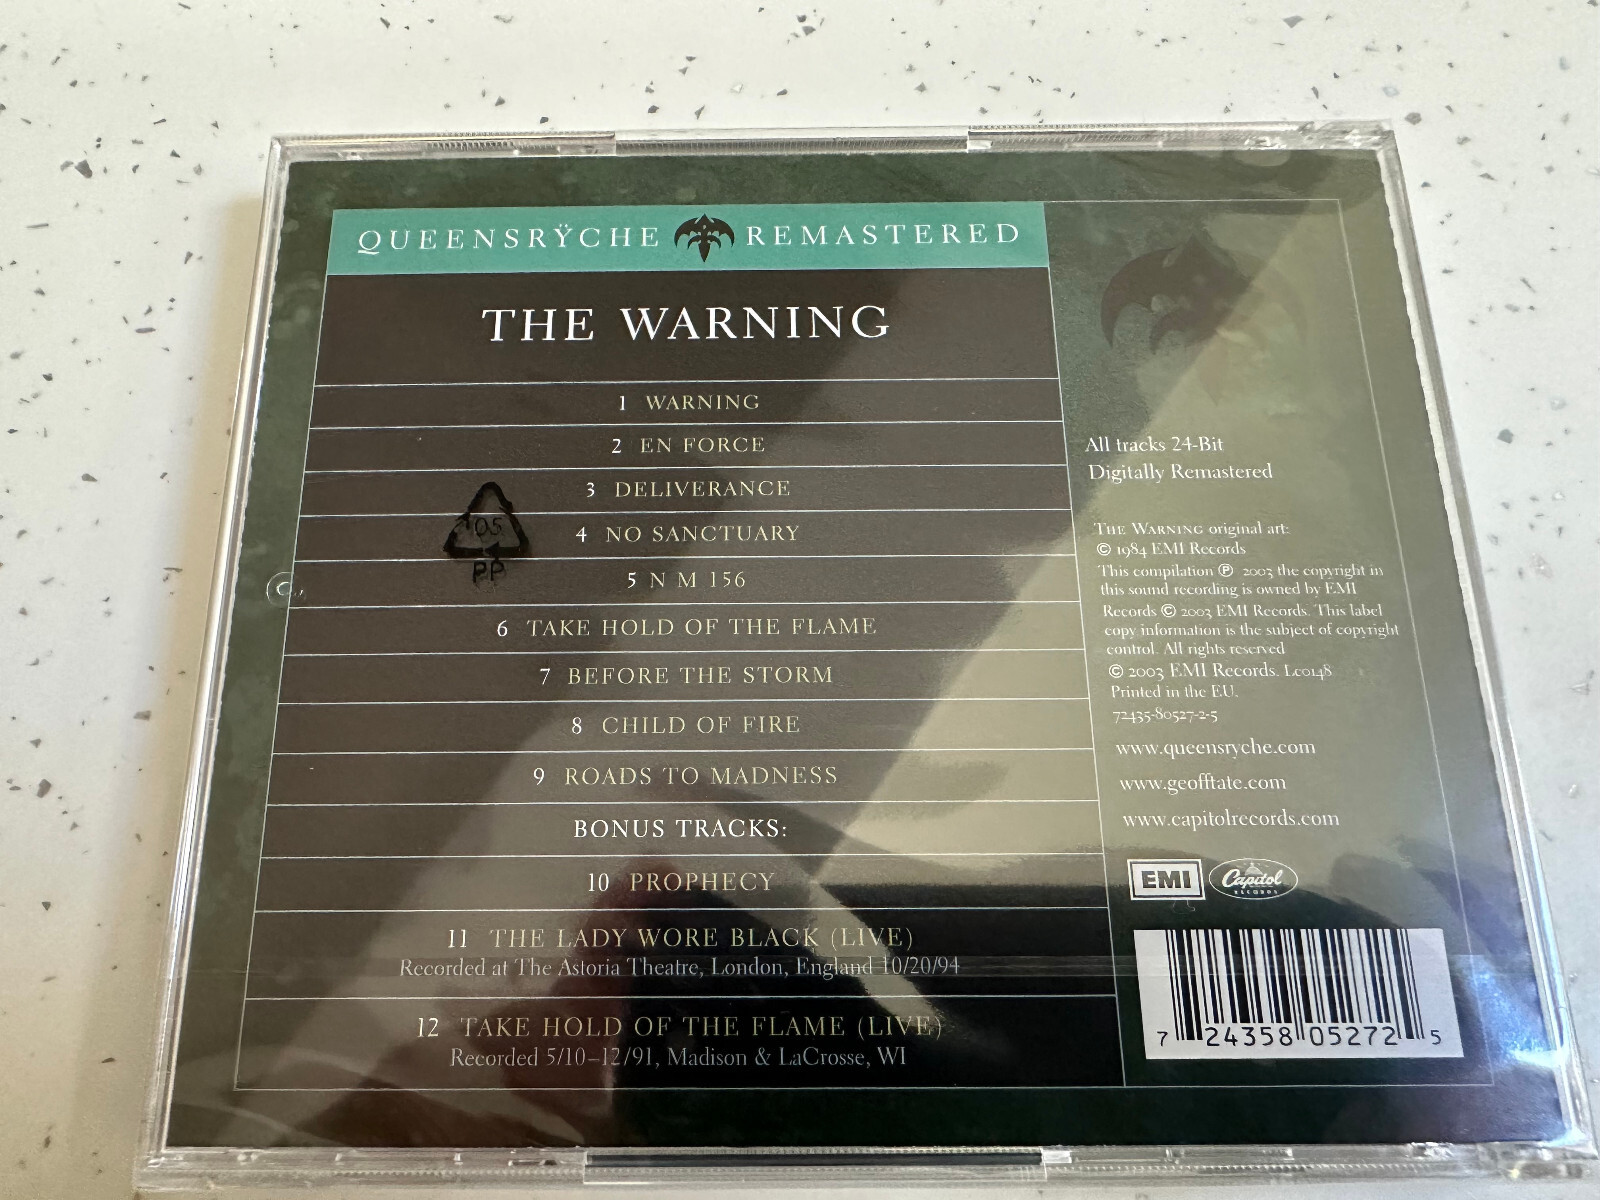 QUEENSRŸCHE REMASTERED
THE WARNING
1 WARNING
2 EN FORCE
3 DELIVERANCE
4 NO SANCTUARY
5 N M 156
6 TAKE HOLD OF THE FLAME
7 BEFORE THE STORM
8 CHILD OF FIRE
9 ROADS TO MADNESS
BONUS TRACKS:
10 PROPHECY
11 THE LADY WORE BLACK (LIVE)
Recorded at The Astoria Theatre, London, England 10/20/94
12 TAKE HOLD OF THE FLAME (LIVE)
Recorded 5/10–12/91, Madison & LaCrosse, WI
05
PP
All tracks 24-Bit
Digitally Remastered
THE WARNING original art:
© 1984 EMI Records
This compilation ℗ 2003 the copyright in
this sound recording is owned by EMI
Records © 2003 EMI Records. This label
copy information is the subject of copyright
control. All rights reserved
© 2003 EMI Records. LC0148
Printed in the E.U.
72435-80527-2-5
www.queensryche.com
www.geofftate.com
www.capitolrecords.com
EMI
Capitol
RECORDS
7 24358 05272 5